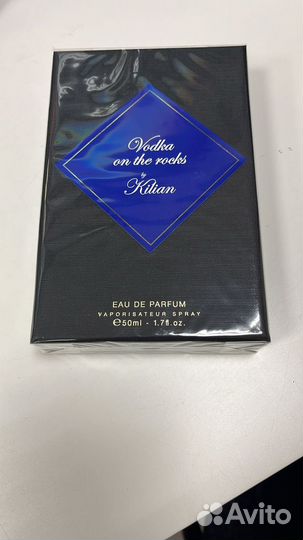 Vodka
on the rocks
by
Kilian
EAU DE PARFUM
VAPORISATEUR SPRAY
℮50ml - 1.7fl.oz.
Avito